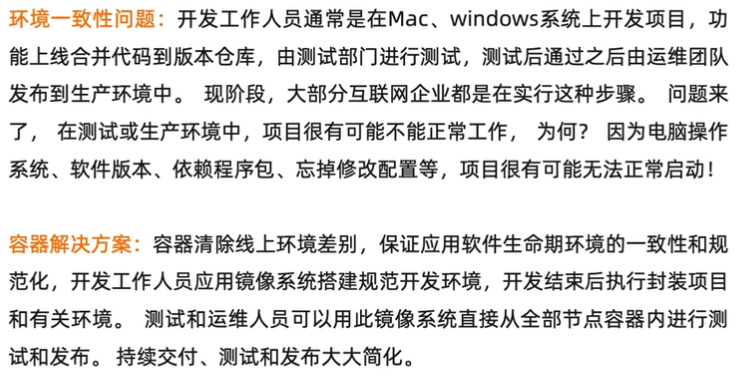 环境一致性问题：开发工作人员通常是在Mac、windows系统上开发项目，功
能上线合并代码到版本仓库，由测试部门进行测试，测试后通过之后由运维团队
发布到生产环境中。 现阶段，大部分互联网企业都是在实行这种步骤。 问题来
了， 在测试或生产环境中，项目很有可能不能正常工作， 为何？ 因为电脑操作
系统、软件版本、依赖程序包、忘掉修改配置等，项目很有可能无法正常启动！
容器解决方案：容器清除线上环境差别，保证应用软件生命期环境的一致性和规
范化，开发工作人员应用镜像系统搭建规范开发环境，开发结束后执行封装项目
和有关环境。 测试和运维人员可以用此镜像系统直接从全部节点容器内进行测
试和发布。 持续交付、测试和发布大大简化。